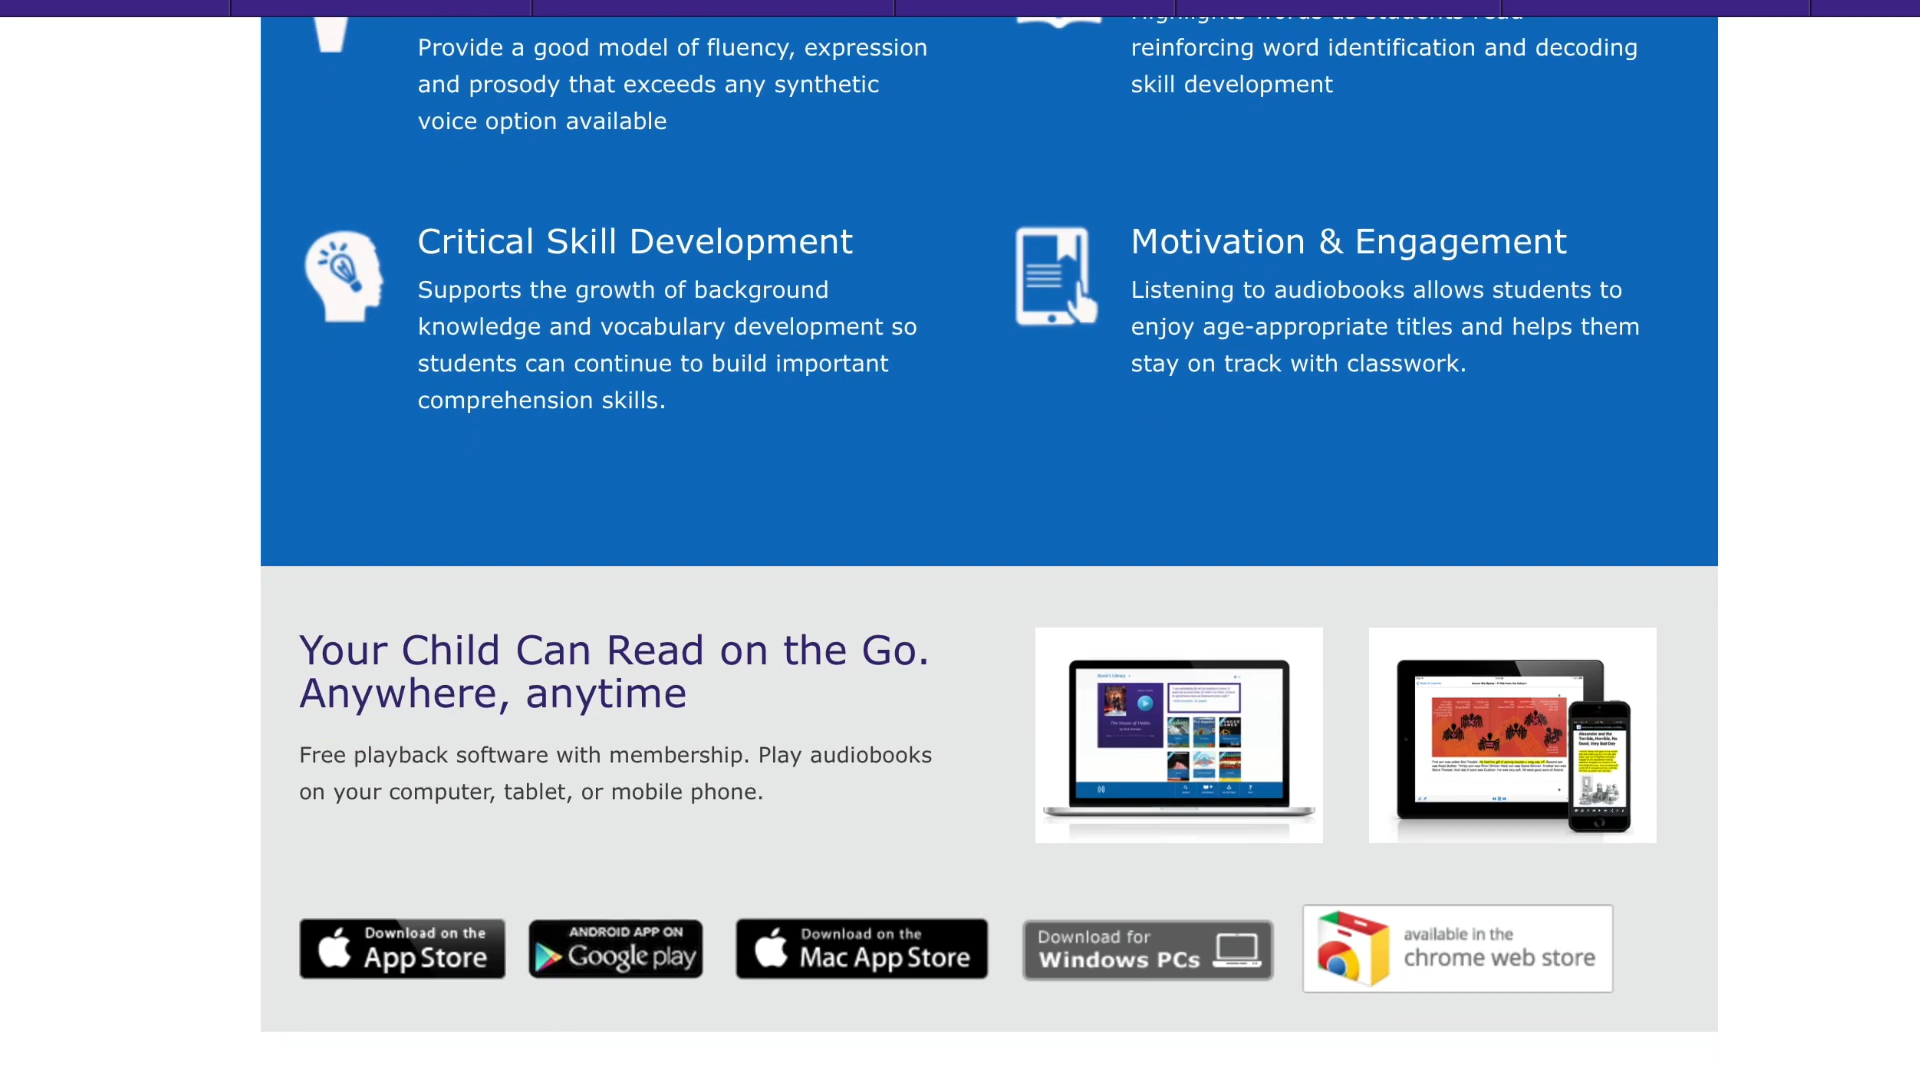 Highlights words as students read
Provide a good model of fluency, expression
and prosody that exceeds any synthetic
voice option available
reinforcing word identification and decoding
skill development
Critical Skill Development
Supports the growth of background
knowledge and vocabulary development so
students can continue to build important
comprehension skills.
Motivation & Engagement
Listening to audiobooks allows students to
enjoy age-appropriate titles and helps them
stay on track with classwork.
Your Child Can Read on the Go.
Anywhere, anytime
Free playback software with membership. Play audiobooks
on your computer, tablet, or mobile phone.
Download on the
App Store
ANDROID APP ON
Google play
Download on the
Mac App Store
Download for
Windows PCs
available in the
chrome web store